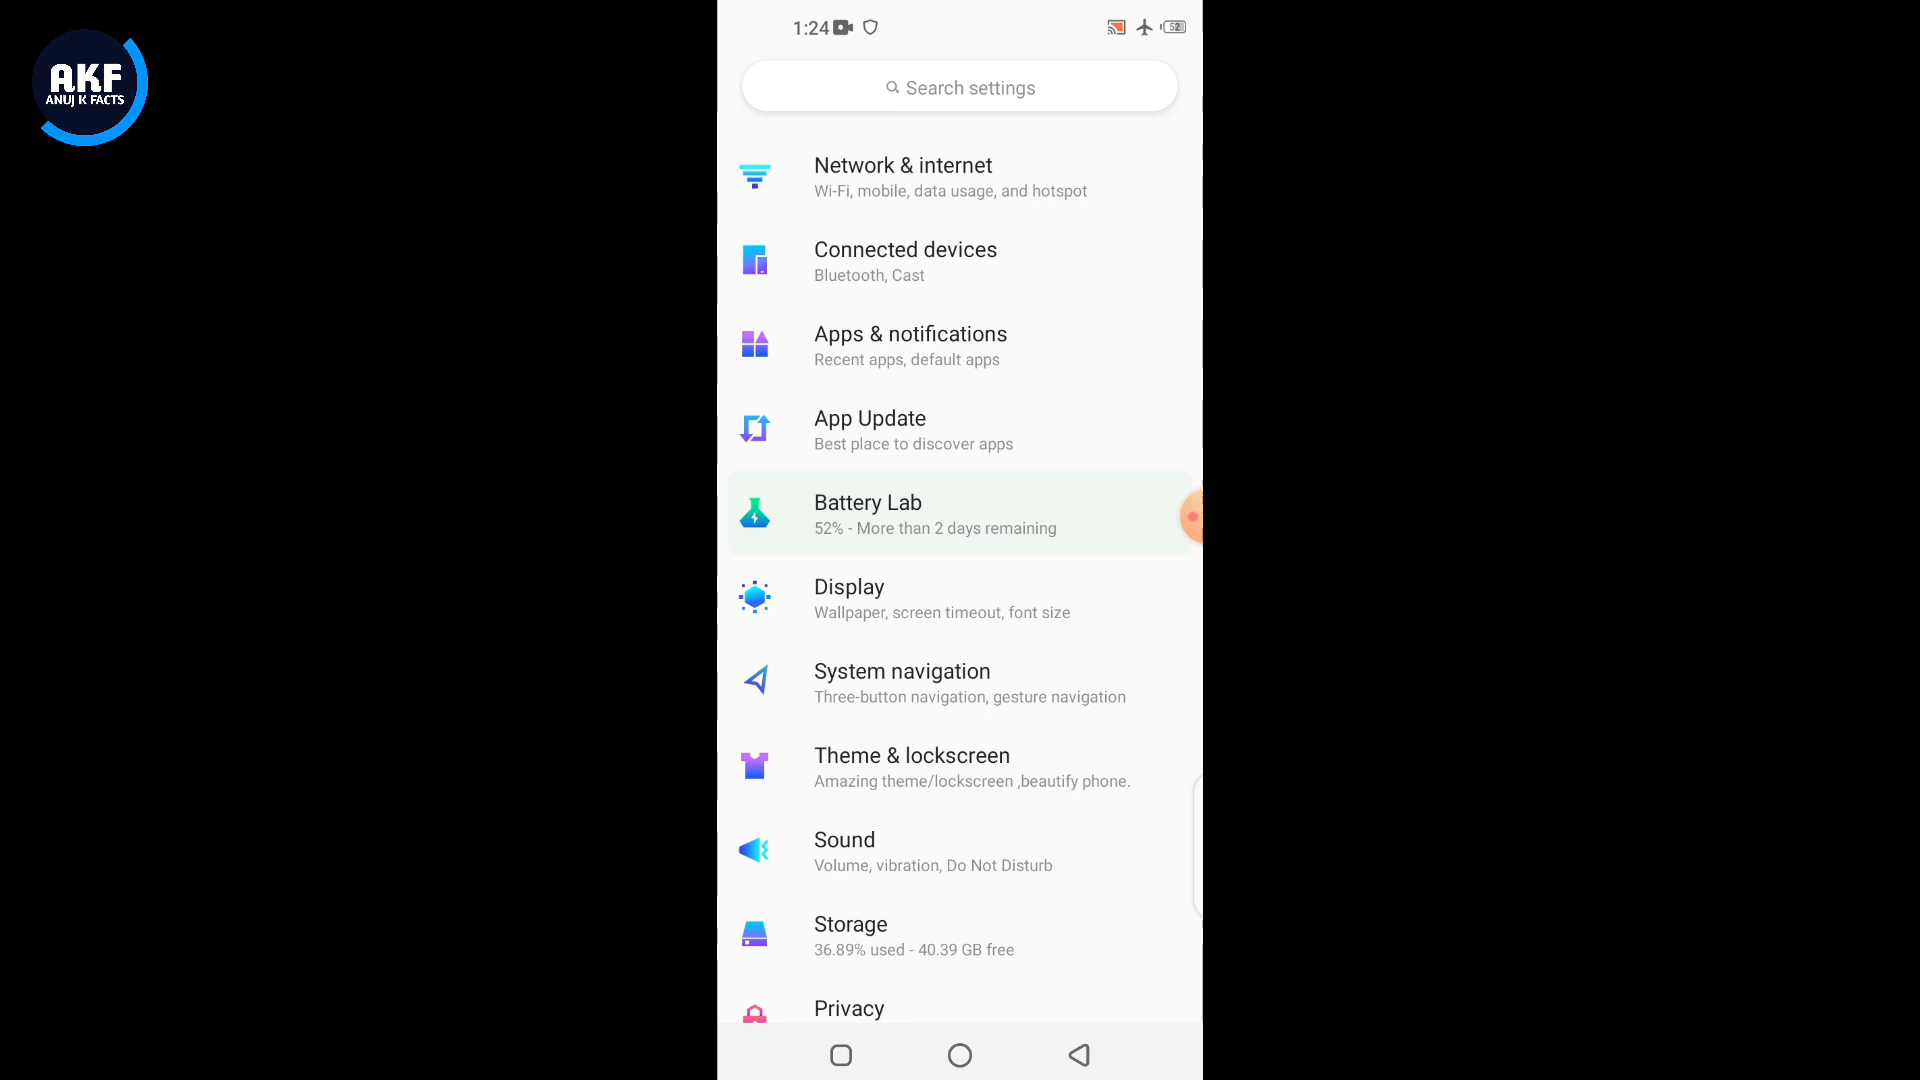 AKF
ANUJ K FACTS
1:24
52
Search settings
Network & internet
Wi-Fi, mobile, data usage, and hotspot
Connected devices
Bluetooth, Cast
Apps & notifications
Recent apps, default apps
App Update
Best place to discover apps
Battery Lab
52% - More than 2 days remaining
Display
Wallpaper, screen timeout, font size
System navigation
Three-button navigation, gesture navigation
Theme & lockscreen
Amazing theme/lockscreen ,beautify phone.
Sound
Volume, vibration, Do Not Disturb
Storage
36.89% used - 40.39 GB free
Privacy